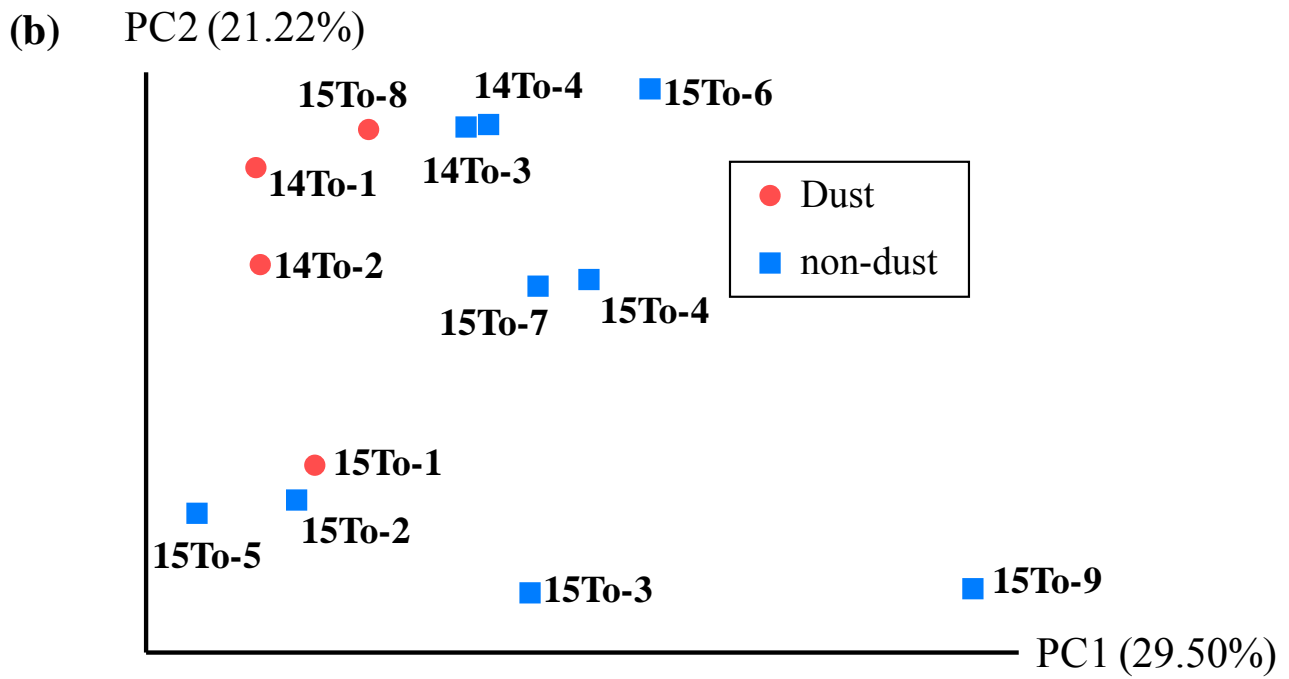 (b) PC2 (21.22%)
15To-8
14To-4
15To-6
14To-3
14To-1
Dust
14To-2
non-dust
15To-7
15To-4
15To-1
15To-2
15To-5
15To-3
15To-9
PC1 (29.50%)